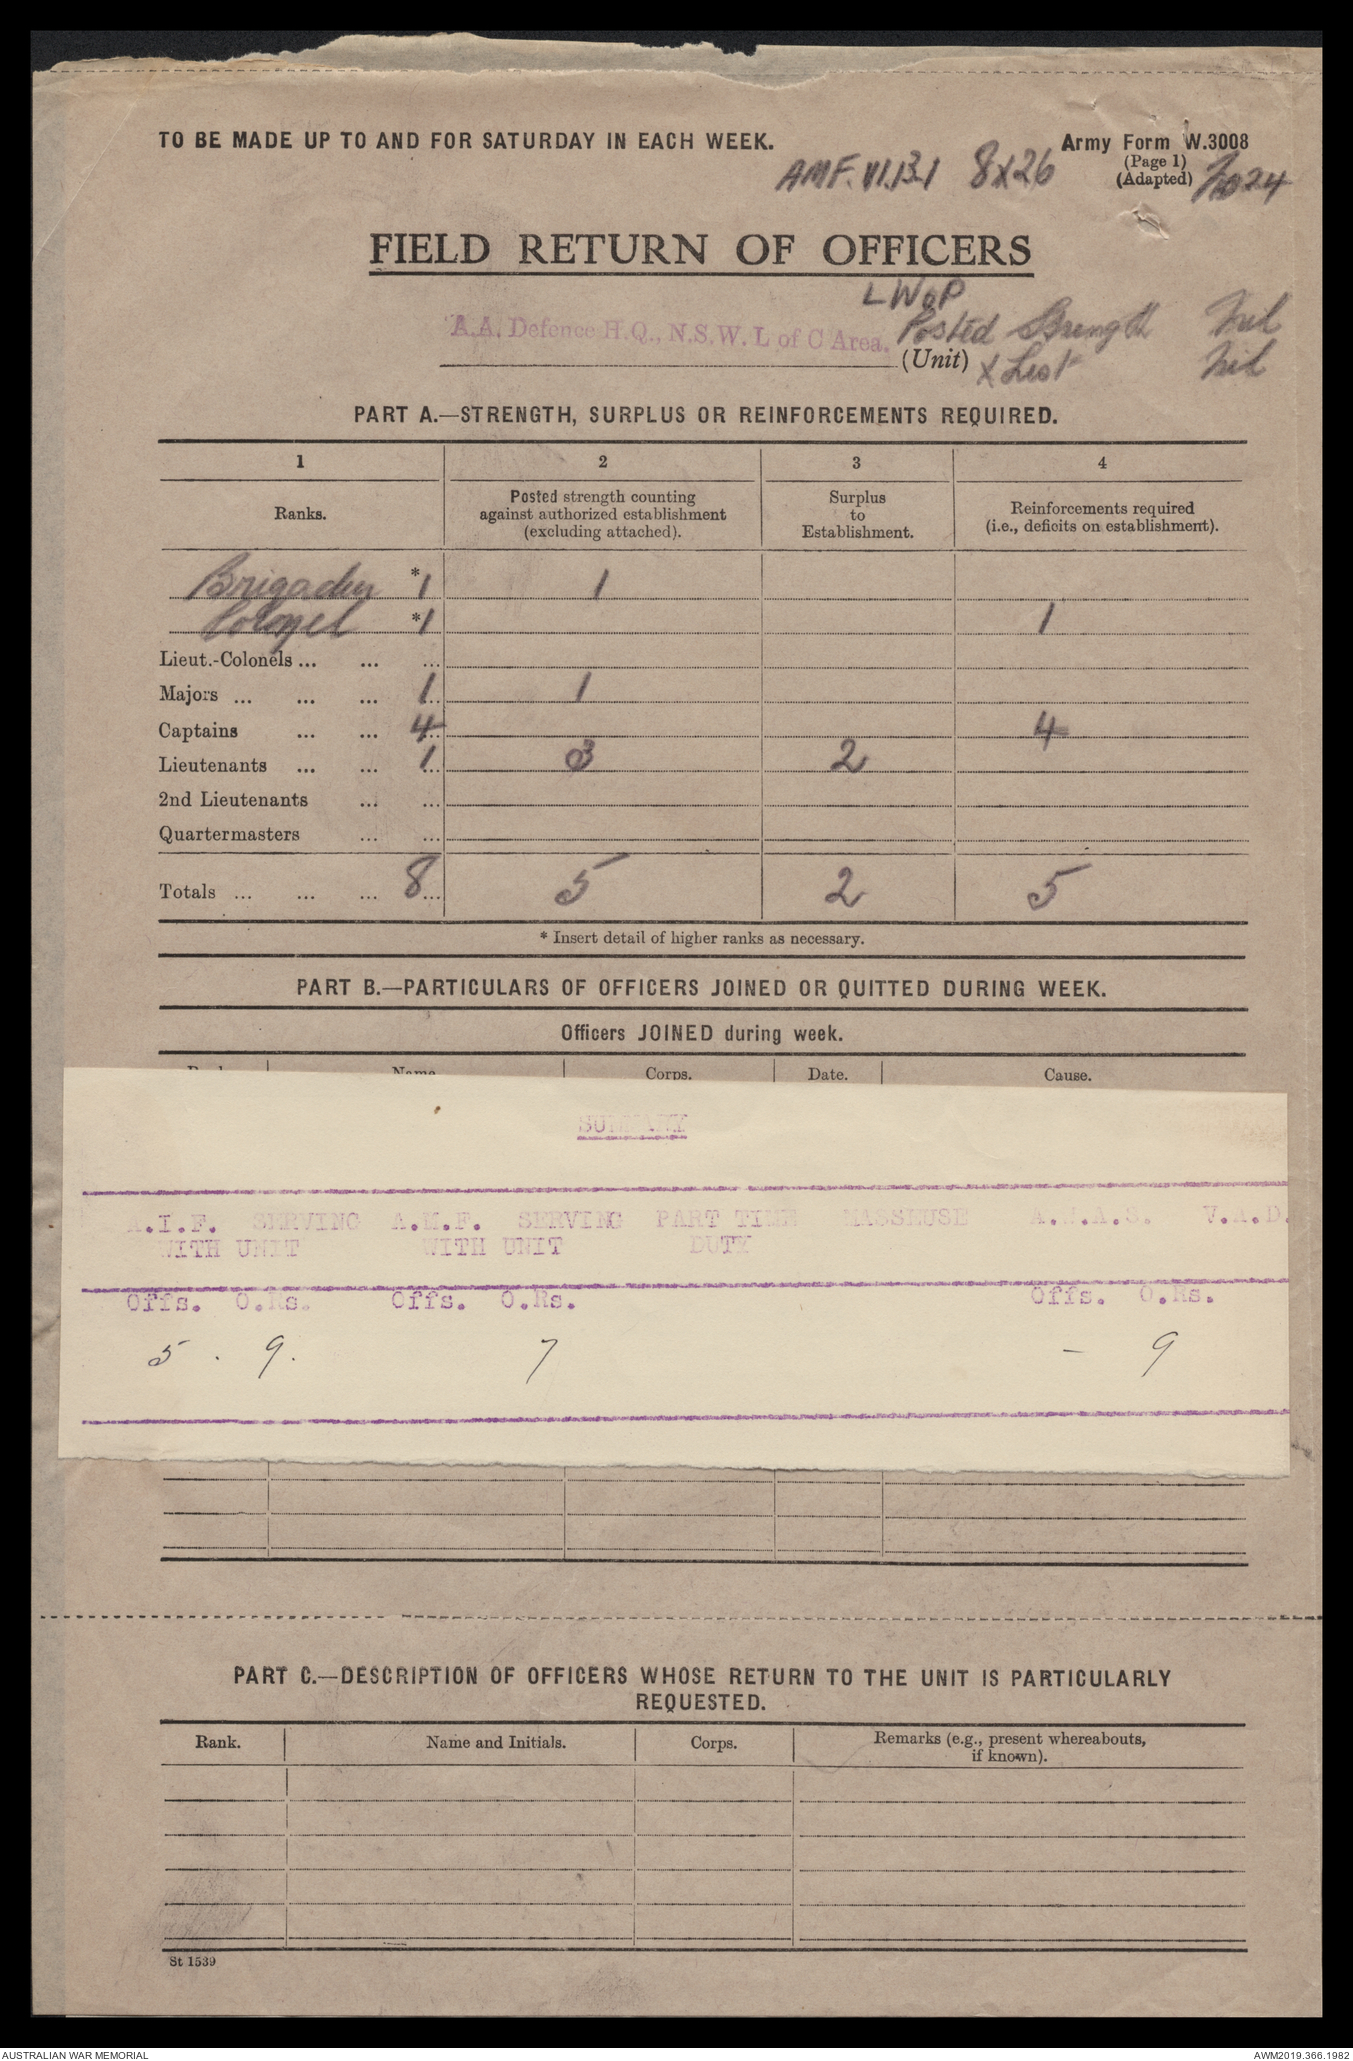 TO BE MADE UP TO AND FOR SATURDAY IN EACH WEEK.
Army Form W.3008
(Page 1)
(Adapted)
AMF. VI.13.1 8x26 No 24
FIELD RETURN OF OFFICERS
LWoP
A.A. Defence H.Q., N.S.W. L of C Area. Posted Strength Nil
(Unit) X List Nil
PART A.—STRENGTH, SURPLUS OR REINFORCEMENTS REQUIRED.
1 2 3 4
Ranks. Posted strength counting against authorized establishment (excluding attached). Surplus to Establishment. Reinforcements required (i.e., deficits on establishment).
Brigadier *1 1
Colonel *1 1
Lieut.-Colonels ... ... ...
Majors ... ... ... 1 1
Captains ... ... 4 4
Lieutenants ... ... 1 3 2
2nd Lieutenants ... ...
Quartermasters ... ...
Totals ... ... ... 8 5 2 5
* Insert detail of higher ranks as necessary.
PART B.—PARTICULARS OF OFFICERS JOINED OR QUITTED DURING WEEK.
Officers JOINED during week.
Name Corps. Date. Cause.
SUMMARY
A.I.F. SERVING A.M.F. SERVING PART TIME MASSEUSE A.W.A.S. V.A.D.
WITH UNIT WITH UNIT DUTY
Offs. O.Rs. Offs. O.Rs. Offs. O.Rs.
5 . 9. 7 – 9
PART C.—DESCRIPTION OF OFFICERS WHOSE RETURN TO THE UNIT IS PARTICULARLY
REQUESTED.
Rank. Name and Initials. Corps. Remarks (e.g., present whereabouts, if known).
St 1539
AUSTRALIAN WAR MEMORIAL
AWM2019.366.1982